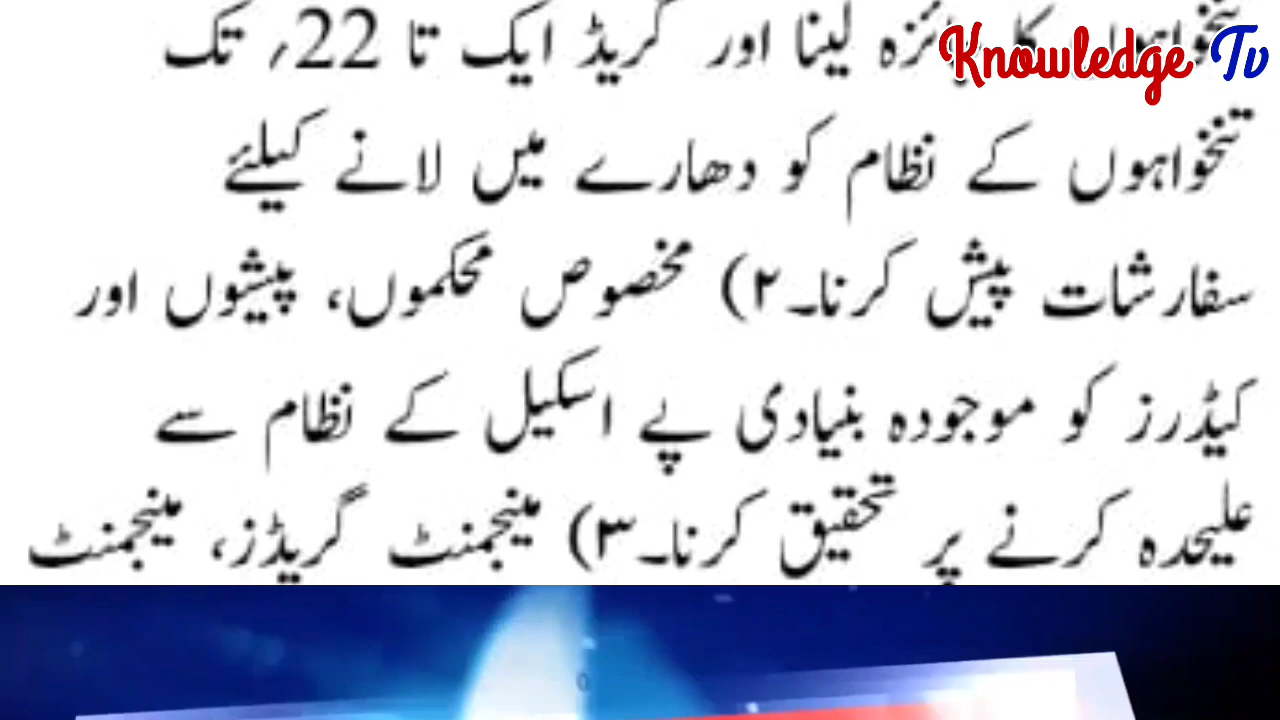 Knowledge Tv
کا جائزہ لینا اور گریڈ ایک تا 22؍ تک
تنخواہوں کے نظام کو دھارے میں لانے کیلئے
سفارشات پیش کرنا۔۲) مخصوص محکموں، پیشوں اور
کیڈرز کو موجودہ بنیادی پے اسکیل کے نظام سے
علیحدہ کرنے پر تحقیق کرنا۔۳) مینجمنٹ گریڈز، مینجمنٹ